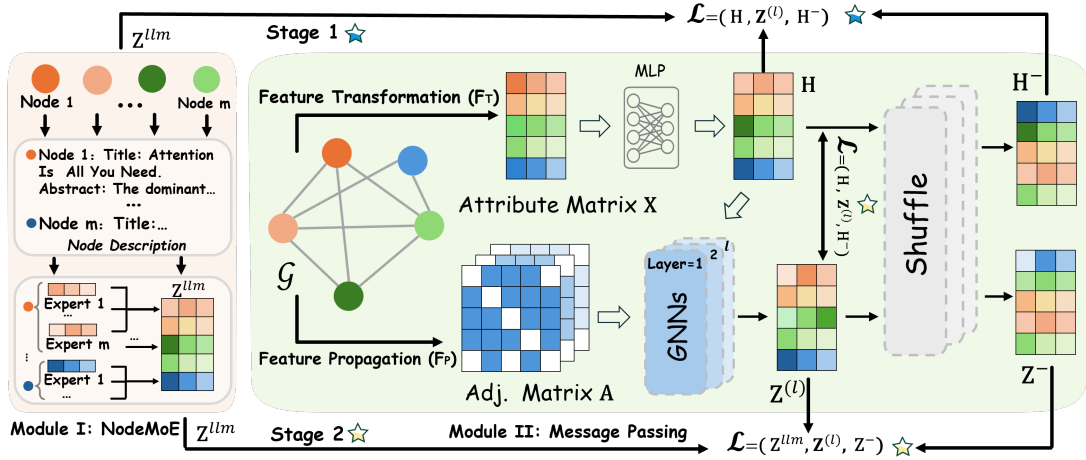 Z^{llm}
Stage 1
ℒ=(H, Z^{(l)}, H^-)
Node 1
...
Node m
Node 1: Title: Attention
Is All You Need.
Abstract: The dominant…
...
Node m: Title:…
Node Description
Z^{llm}
Expert 1
...
Expert m
...
...
Expert 1
...
Module I: NodeMoE
Feature Transformation (F_T)
MLP
H
Attribute Matrix X
𝒢
Feature Propagation (F_P)
Adj. Matrix A
Layer=1
2
l
GNNs
ℒ=(H, Z^{(l)}, H^-)
Z^{(l)}
Shuffle
H^-
Z^-
Z^{llm}
Stage 2
Module II: Message Passing
ℒ=(Z^{llm}, Z^{(l)}, Z^-)